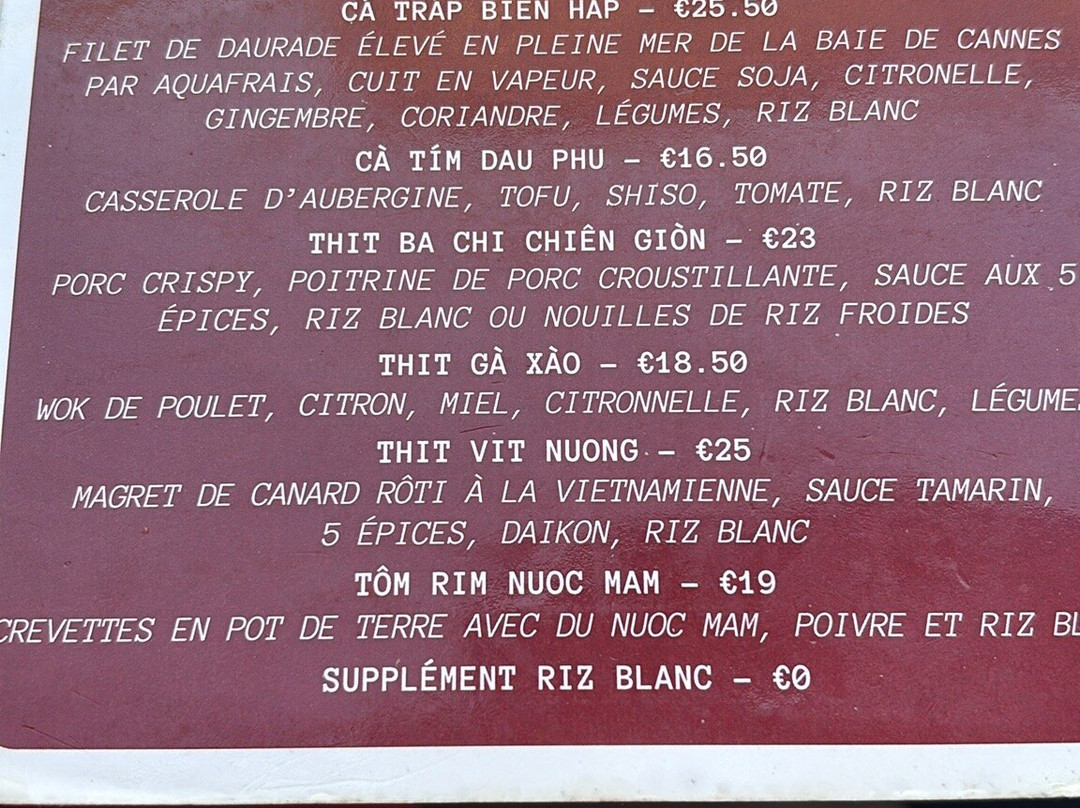 CÀ TRAP BIEN HAP – €25.50
FILET DE DAURADE ÉLEVÉ EN PLEINE MER DE LA BAIE DE CANNES
PAR AQUAFRAIS, CUIT EN VAPEUR, SAUCE SOJA, CITRONELLE,
GINGEMBRE, CORIANDRE, LÉGUMES, RIZ BLANC
CÀ TÍM DAU PHU – €16.50
CASSEROLE D'AUBERGINE, TOFU, SHISO, TOMATE, RIZ BLANC
THIT BA CHI CHIÊN GIÒN – €23
PORC CRISPY, POITRINE DE PORC CROUSTILLANTE, SAUCE AUX 5
ÉPICES, RIZ BLANC OU NOUILLES DE RIZ FROIDES
THIT GÀ XÀO – €18.50
WOK DE POULET, CITRON, MIEL, CITRONNELLE, RIZ BLANC, LÉGUME
THIT VIT NUONG – €25
MAGRET DE CANARD RÔTI À LA VIETNAMIENNE, SAUCE TAMARIN,
5 ÉPICES, DAIKON, RIZ BLANC
TÔM RIM NUOC MAM – €19
CREVETTES EN POT DE TERRE AVEC DU NUOC MAM, POIVRE ET RIZ BL
SUPPLÉMENT RIZ BLANC – €0